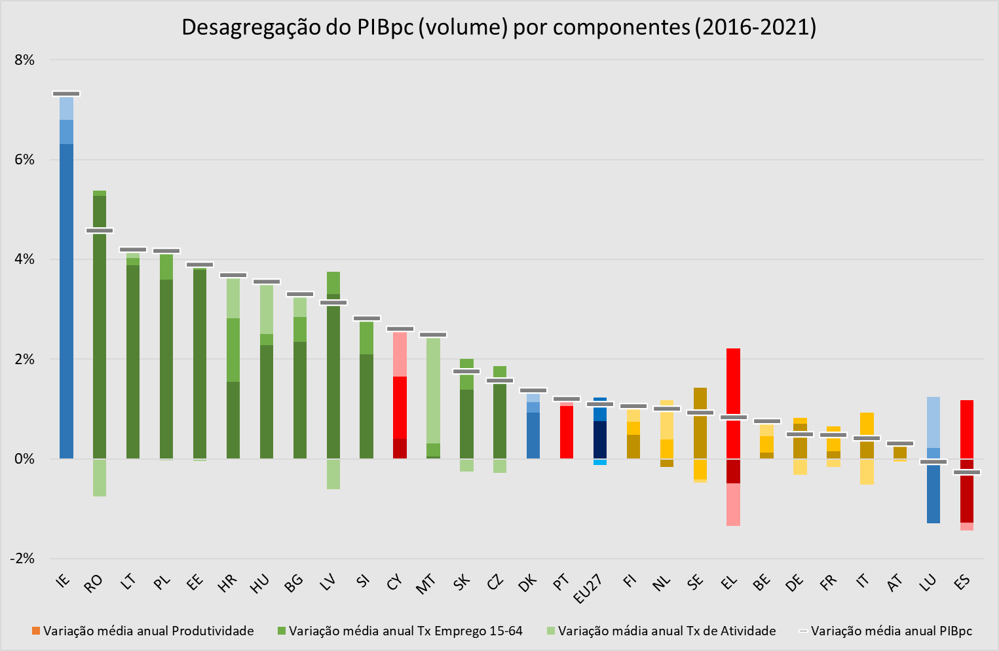 Desagregação do PIBpc (volume) por componentes (2016-2021)
8%
6%
4%
2%
0%
-2%
IE RO LT PL EE HR HU BG LV SI CY MT SK CZ DK PT EU27 FI NL SE EL BE DE FR IT AT LU ES
Variação média anual Produtividade Variação média anual Tx Emprego 15-64 Variação mádia anual Tx de Atividade Variação média anual PIBpc